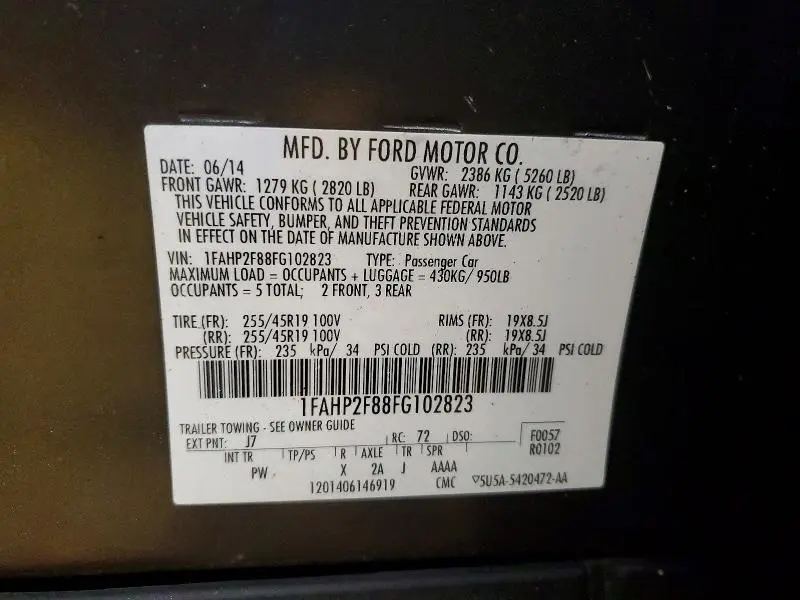 MFD. BY FORD MOTOR CO.
DATE: 06/14 GVWR: 2386 KG ( 5260 LB)
FRONT GAWR: 1279 KG ( 2820 LB) REAR GAWR: 1143 KG ( 2520 LB)
THIS VEHICLE CONFORMS TO ALL APPLICABLE FEDERAL MOTOR
VEHICLE SAFETY, BUMPER, AND THEFT PREVENTION STANDARDS
IN EFFECT ON THE DATE OF MANUFACTURE SHOWN ABOVE.
VIN: 1FAHP2F88FG102823 TYPE: Passenger Car
MAXIMUM LOAD = OCCUPANTS + LUGGAGE = 430KG/ 950LB
OCCUPANTS = 5 TOTAL; 2 FRONT, 3 REAR
TIRE(FR): 255/45R19 100V RIMS (FR): 19X8.5J
(RR): 255/45R19 100V (RR): 19X8.5J
PRESSURE (FR): 235 kPa/ 34 PSI COLD (RR): 235 kPa/ 34 PSI COLD
1FAHP2F88FG102823
TRAILER TOWING - SEE OWNER GUIDE
EXT PNT: J7 RC: 72 DSO: F0057
R0102
INT TR TP/PS R AXLE TR SPR
PW X 2A J AAAA
1201406146919 CMC ▽5U5A-5420472-AA